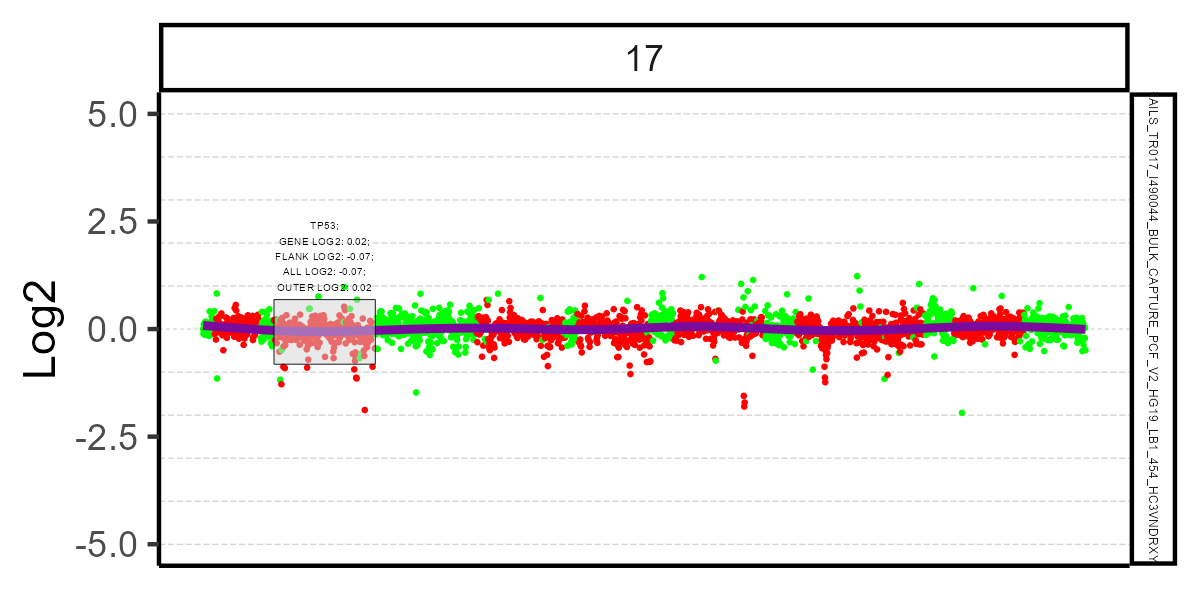 17
5.0
2.5
0.0
-2.5
-5.0
Log2
TP53;
GENE LOG2: 0.02;
FLANK LOG2: -0.07;
ALL LOG2: -0.07;
OUTER LOG2: 0.02
AILS_TR017_I490044_BULK_CAPTURE_PCF_V2_HG19_LB1_454_HC3VNDRXY